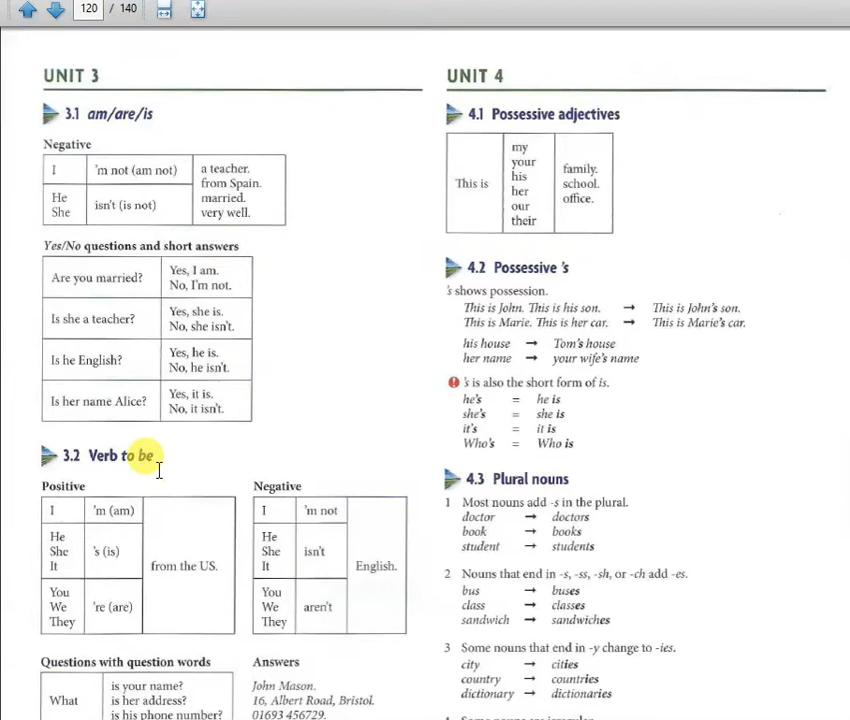 120 / 140
UNIT 3
3.1 am/are/is
Negative
I 'm not (am not) a teacher.
from Spain.
He
She isn't (is not) married.
very well.
Yes/No questions and short answers
Are you married? Yes, I am.
No, I'm not.
Is she a teacher? Yes, she is.
No, she isn't.
Is he English? Yes, he is.
No, he isn't.
Is her name Alice? Yes, it is.
No, it isn't.
3.2 Verb to be
Positive
I 'm (am)
He
She 's (is)
It
from the US.
You
We 're (are)
They
Negative
I 'm not
He
She isn't
It
English.
You
We aren't
They
Questions with question words
What is your name?
is her address?
is his phone number?
Answers
John Mason.
16, Albert Road, Bristol.
01693 456729.
UNIT 4
4.1 Possessive adjectives
This is
my
your
his
her
our
their
family.
school.
office.
4.2 Possessive 's
's shows possession.
This is John. This is his son. → This is John's son.
This is Marie. This is her car. → This is Marie's car.
his house → Tom's house
her name → your wife's name
! 's is also the short form of is.
he's = he is
she's = she is
it's = it is
Who's = Who is
4.3 Plural nouns
1 Most nouns add -s in the plural.
doctor → doctors
book → books
student → students
2 Nouns that end in -s, -ss, -sh, or -ch add -es.
bus → buses
class → classes
sandwich → sandwiches
3 Some nouns that end in -y change to -ies.
city → cities
country → countries
dictionary → dictionaries